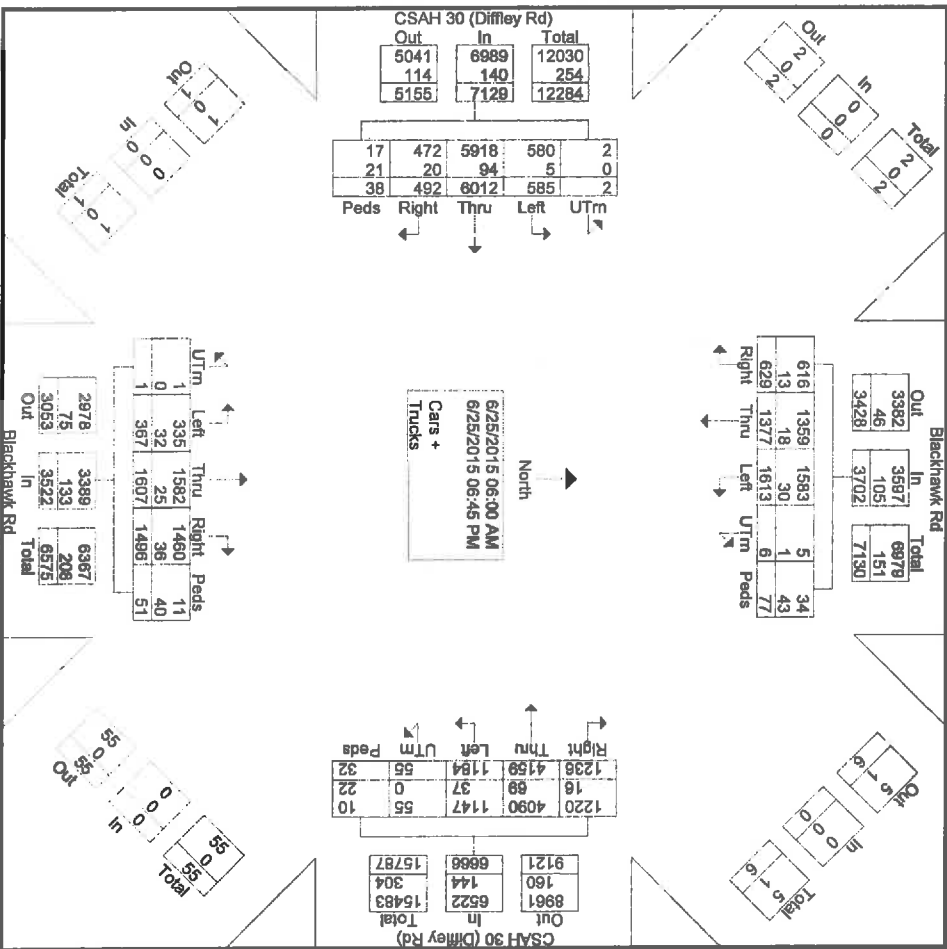 CSAH 30 (Diffley Rd)
Out In Total
5041 6989 12030
114 140 254
5155 7129 12284
17 472 5918 580 2
21 20 94 5 0
38 492 6012 585 2
Peds Right Thru Left UTrn
Out In Total
2 0 2
0 0 0
2 0 2
Out In Total
1 0 1
0 0 0
1 0 1
Blackhawk Rd
Out In Total
3382 3597 6979
46 105 151
3428 3702 7130
616 1359 1583 5 34
13 18 30 1 43
629 1377 1613 6 77
Right Thru Left UTrn Peds
North
6/25/2015 06:00 AM
6/25/2015 06:45 PM
Cars +
Trucks
UTrn Left Thru Right Peds
1 335 1582 1460 11
0 32 25 36 40
1 367 1607 1496 51
2978 3389 6367
75 133 208
3053 3522 6575
Out In Total
Blackhawk Rd
Right Thru Left UTrn Peds
1236 4159 1184 55 32
16 69 37 0 22
1220 4090 1147 55 10
9121 6666 15787
160 144 304
8961 6522 15483
Out In Total
CSAH 30 (Diffley Rd)
55 0 55
0 0 0
55 0 55
Out In Total
5 0 5
1 0 1
6 0 6
Out In Total